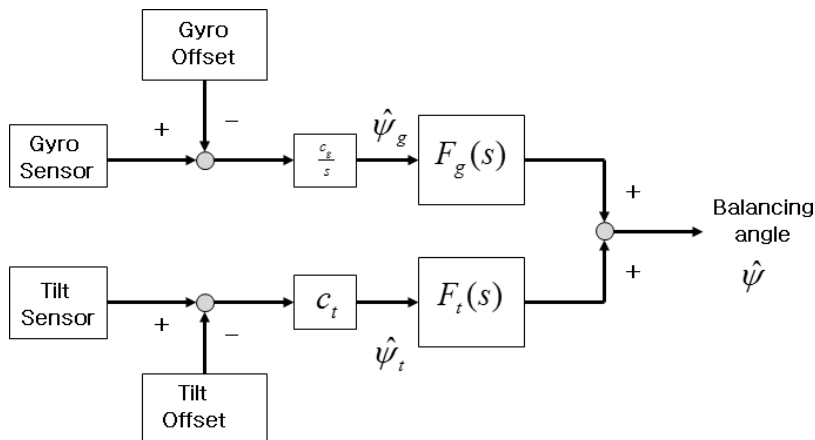 Gyro
Offset
+
−
Gyro
Sensor
c_g
s
ψ̂_g
F_g(s)
+
Balancing
angle
ψ̂
+
Tilt
Sensor
+
−
c_t
ψ̂_t
F_t(s)
Tilt
Offset